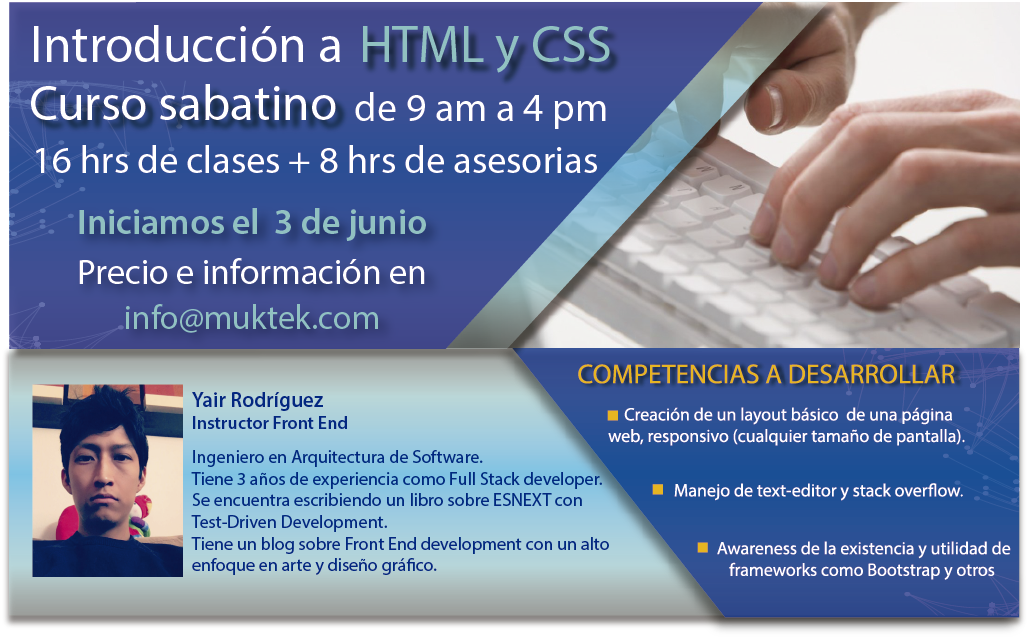 Introducción a HTML y CSS
Curso sabatino de 9 am a 4 pm
16 hrs de clases + 8 hrs de asesorias
Iniciamos el 3 de junio
Precio e información en
info@muktek.com
Yair Rodríguez
Instructor Front End
Ingeniero en Arquitectura de Software.
Tiene 3 años de experiencia como Full Stack developer.
Se encuentra escribiendo un libro sobre ESNEXT con
Test-Driven Development.
Tiene un blog sobre Front End development con un alto
enfoque en arte y diseño gráfico.
COMPETENCIAS A DESARROLLAR
Creación de un layout básico de una página
web, responsivo (cualquier tamaño de pantalla).
Manejo de text-editor y stack overflow.
Awareness de la existencia y utilidad de
frameworks como Bootstrap y otros